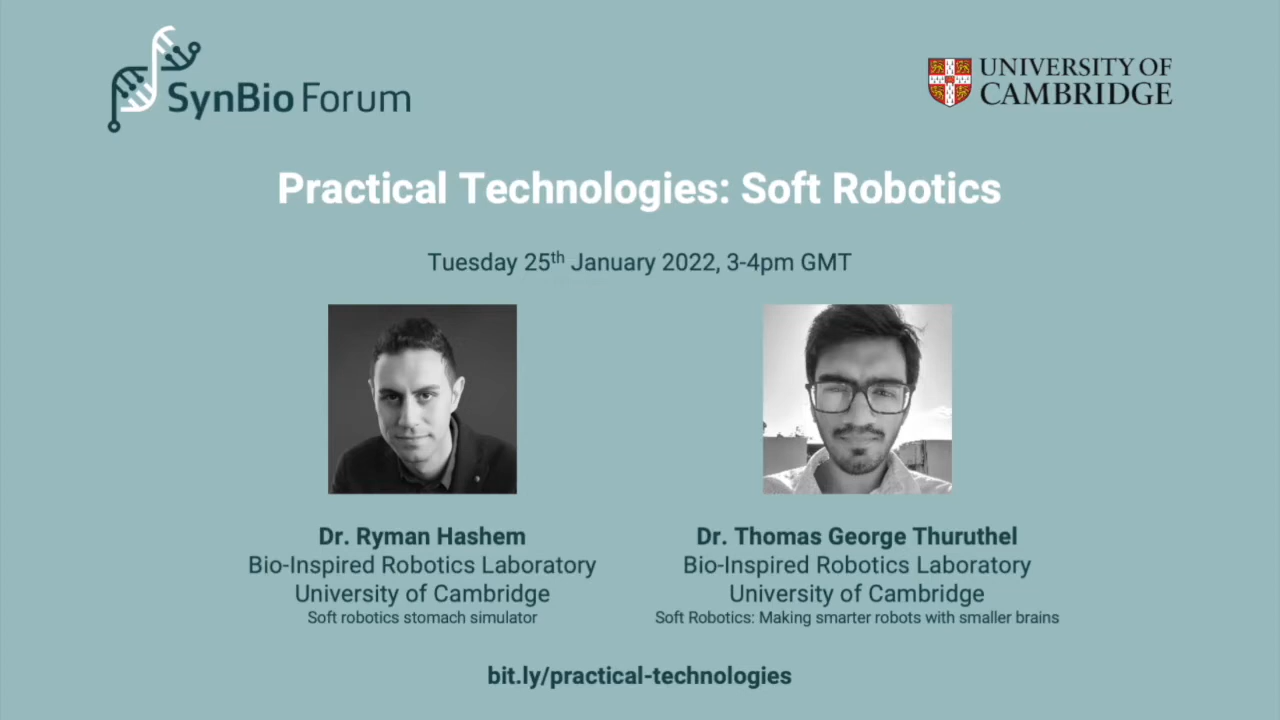 SynBio Forum
UNIVERSITY OF
CAMBRIDGE
Practical Technologies: Soft Robotics
Tuesday 25th January 2022, 3-4pm GMT
Dr. Ryman Hashem
Bio-Inspired Robotics Laboratory
University of Cambridge
Soft robotics stomach simulator
Dr. Thomas George Thuruthel
Bio-Inspired Robotics Laboratory
University of Cambridge
Soft Robotics: Making smarter robots with smaller brains
bit.ly/practical-technologies